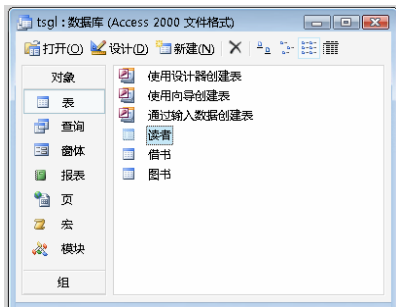 tsgl : 数据库 (Access 2000 文件格式)
打开(O) 设计(D) 新建(N)
对象
表
查询
窗体
报表
页
宏
模块
组
使用设计器创建表
使用向导创建表
通过输入数据创建表
读者
借书
图书